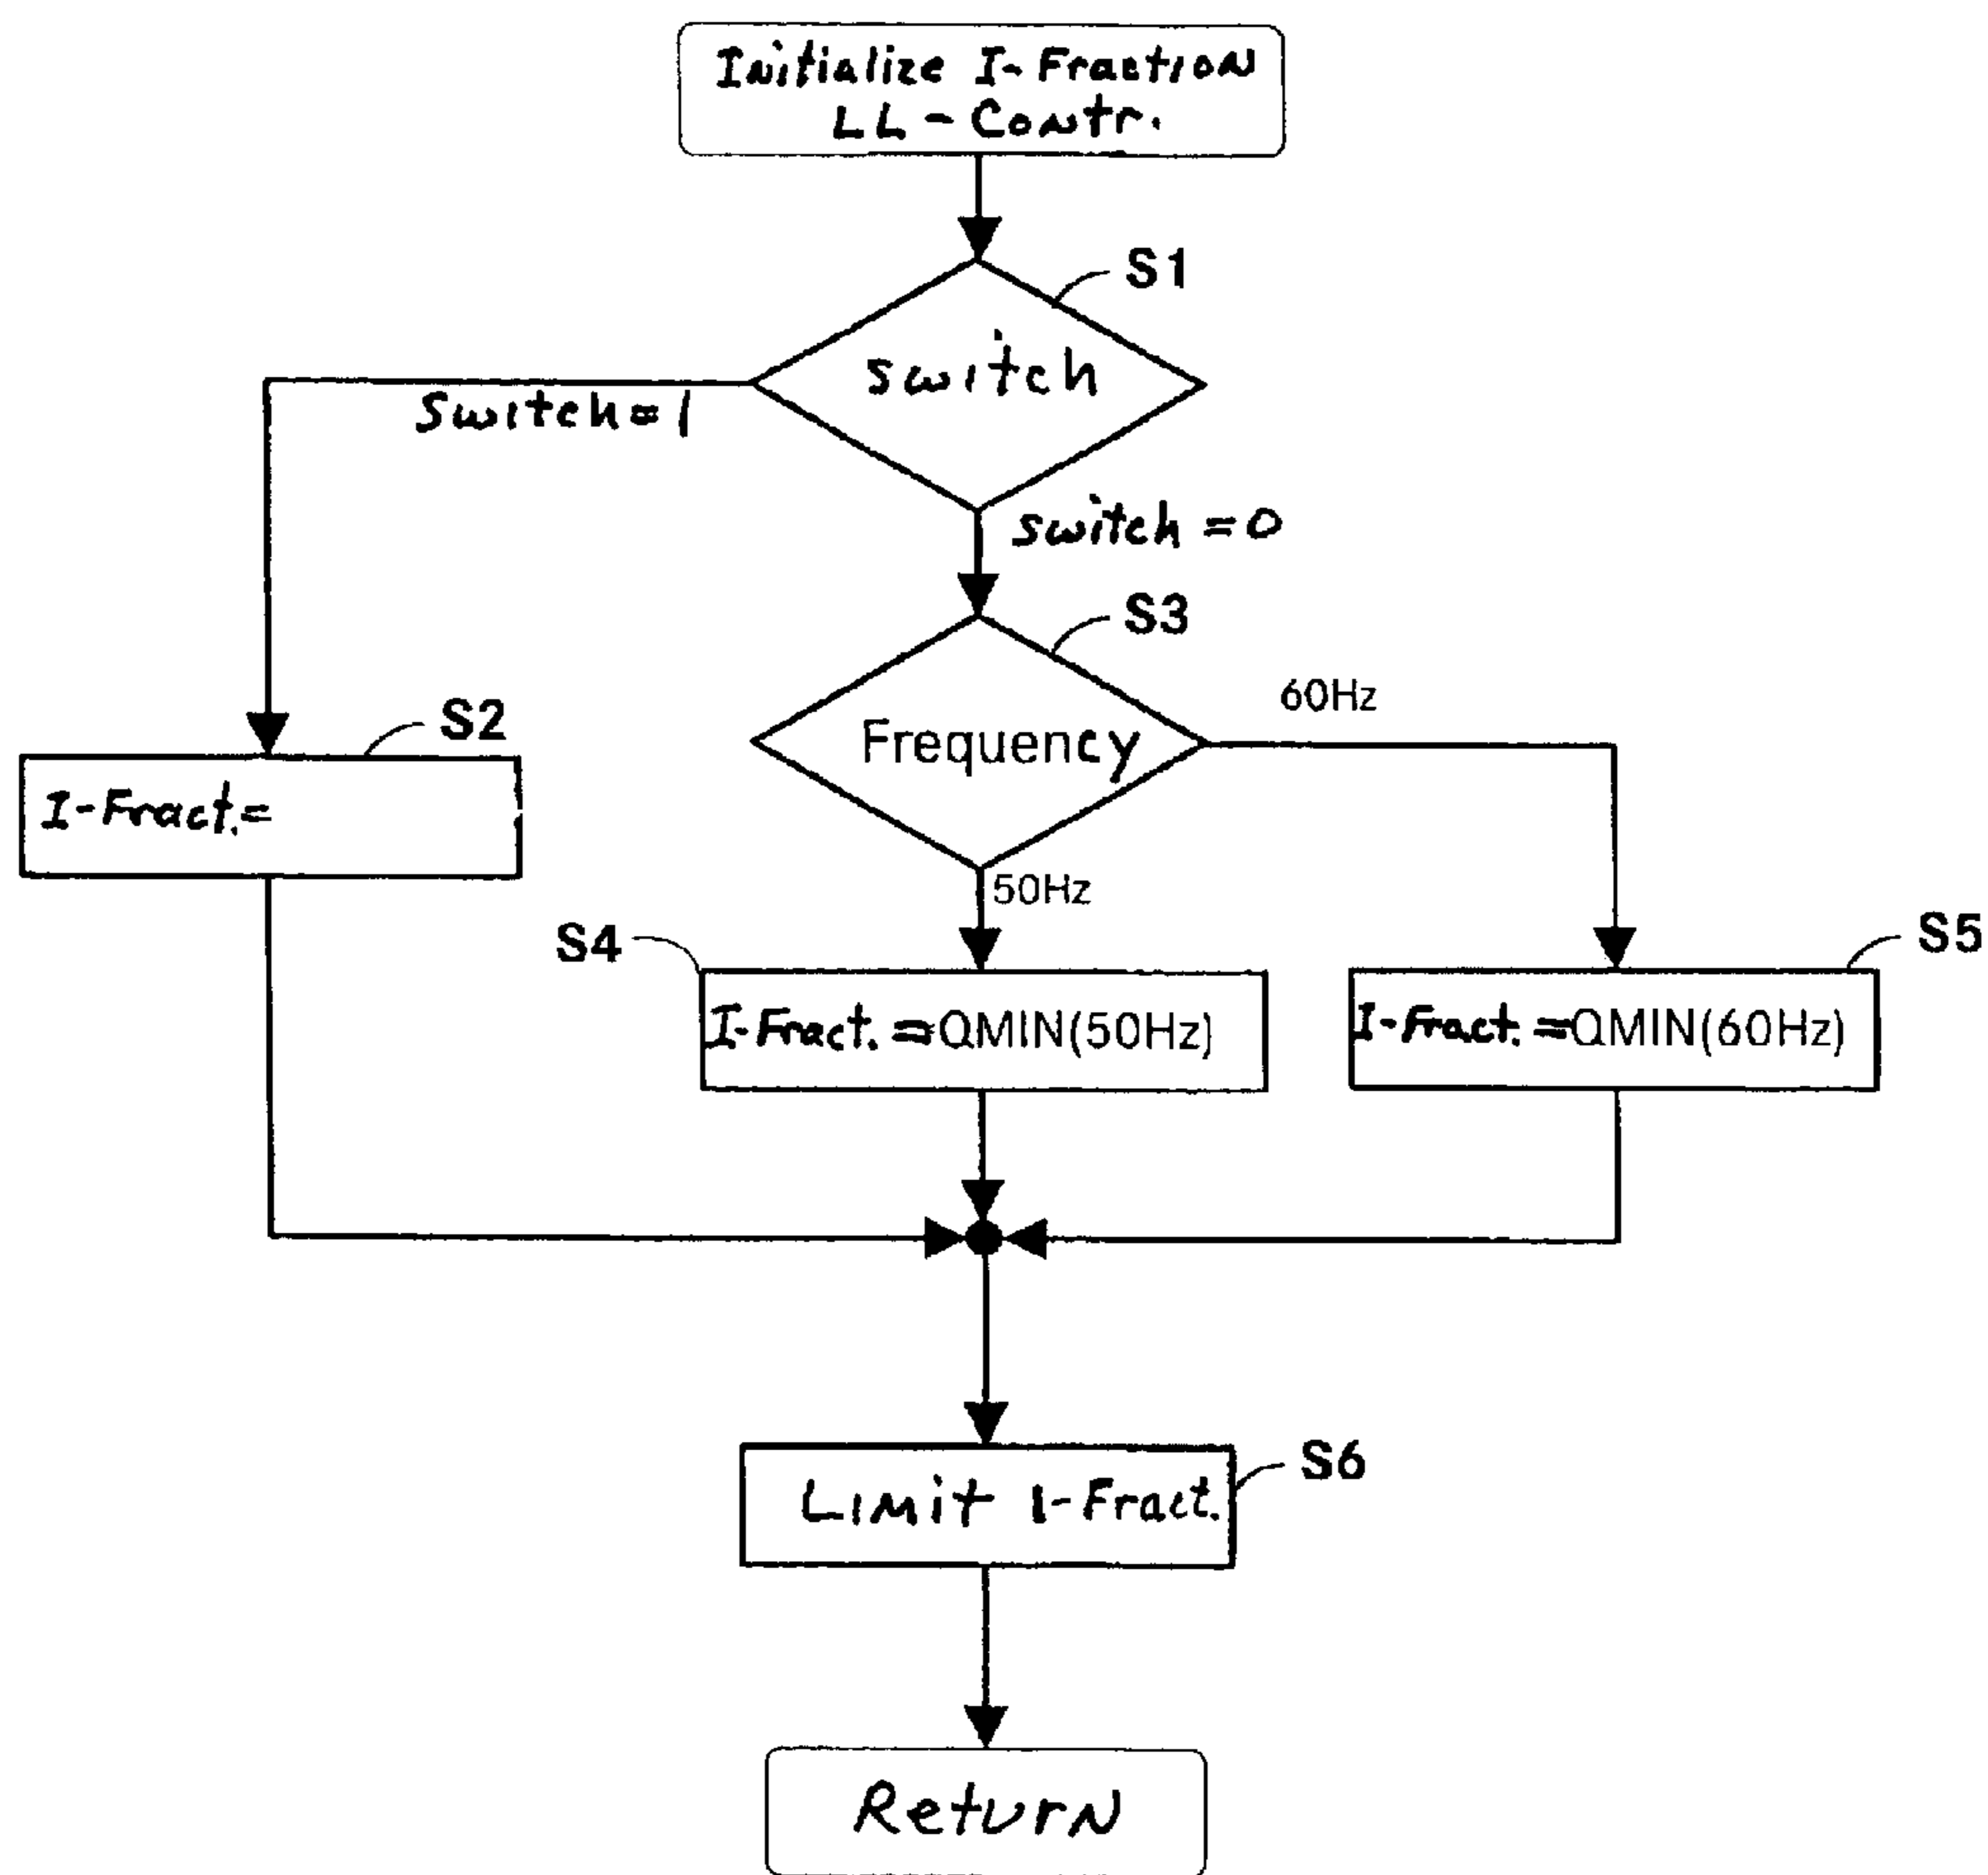 Initialize I-Fraction
LL-Contr.
S1
switch
Switch=1
switch=0
S3
60Hz
Frequency
S2
I-Fract.=
50Hz
S4
S5
I-Fract.=QMIN(50Hz)
I-Fract.=QMIN(60Hz)
S6
Limit I-Fract.
Return